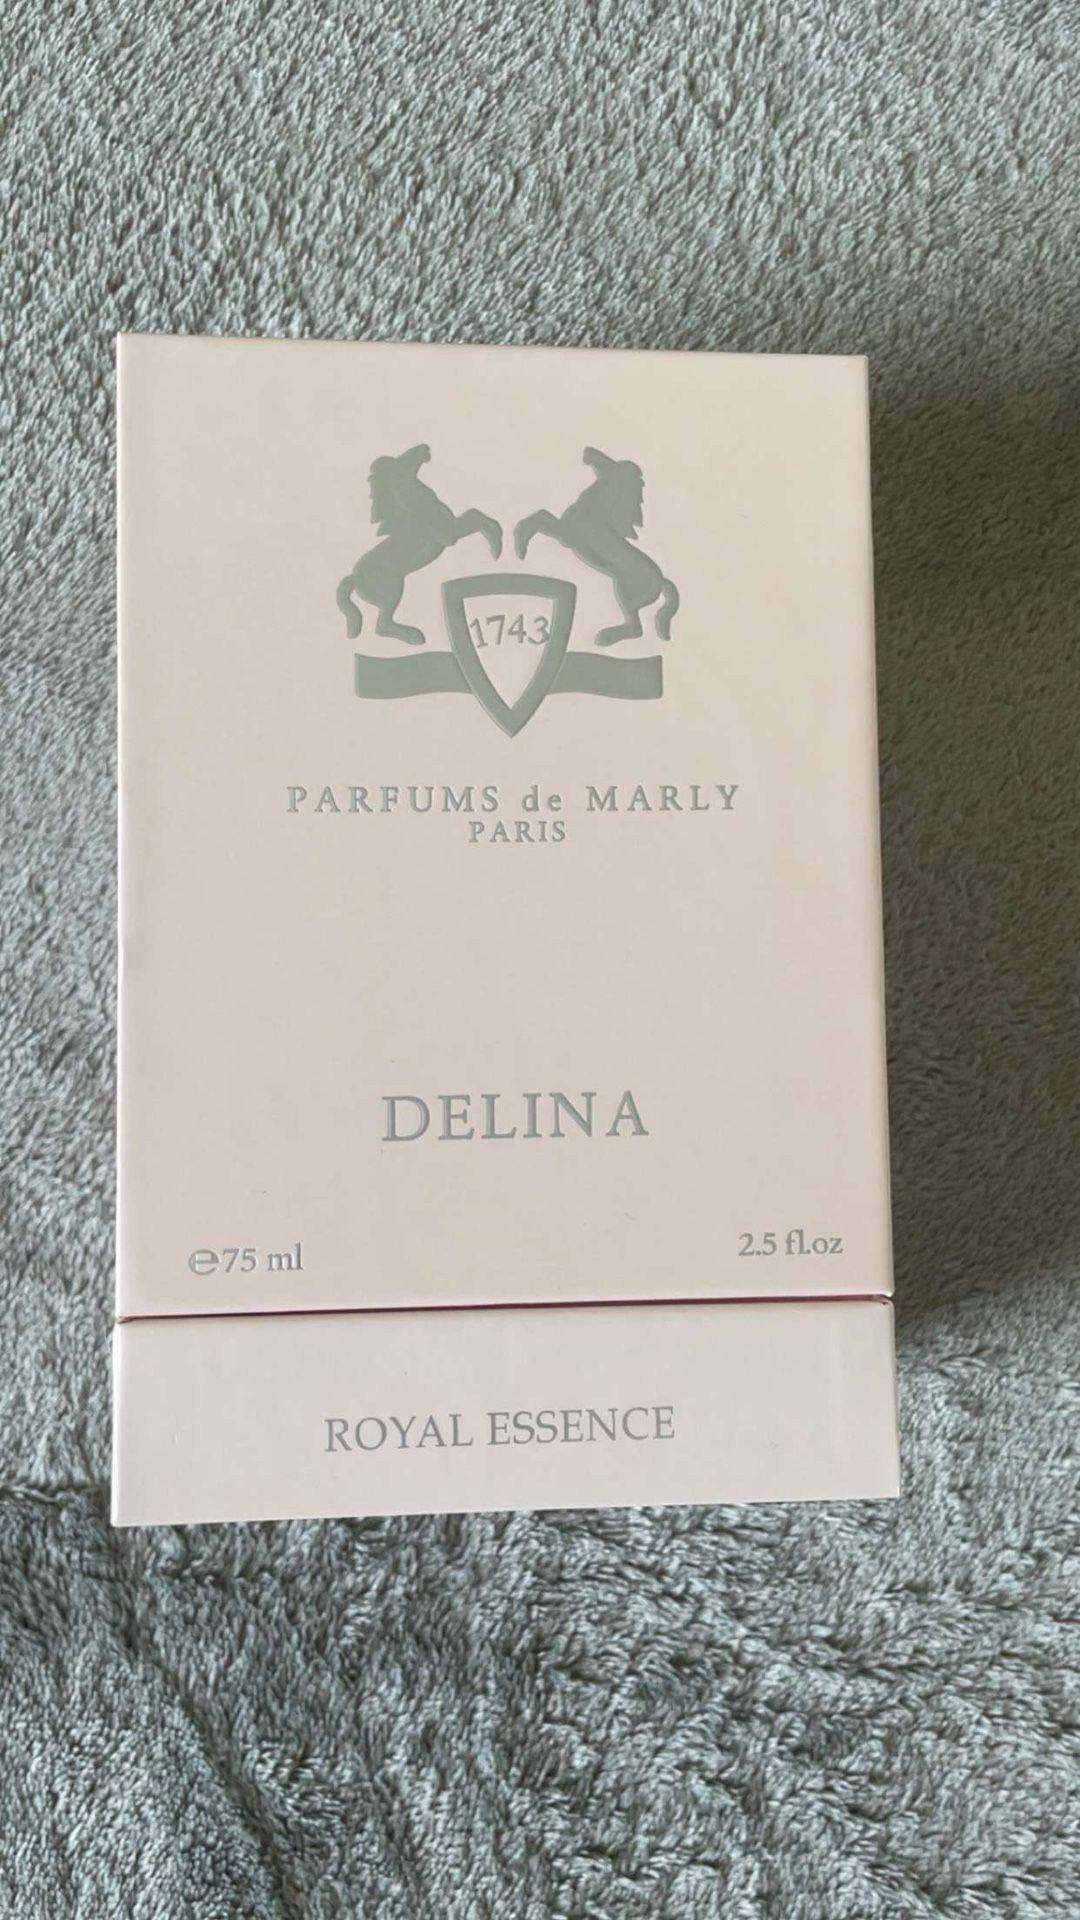 1743
PARFUMS de MARLY
PARIS
DELINA
℮75 ml
2.5 fl.oz
ROYAL ESSENCE